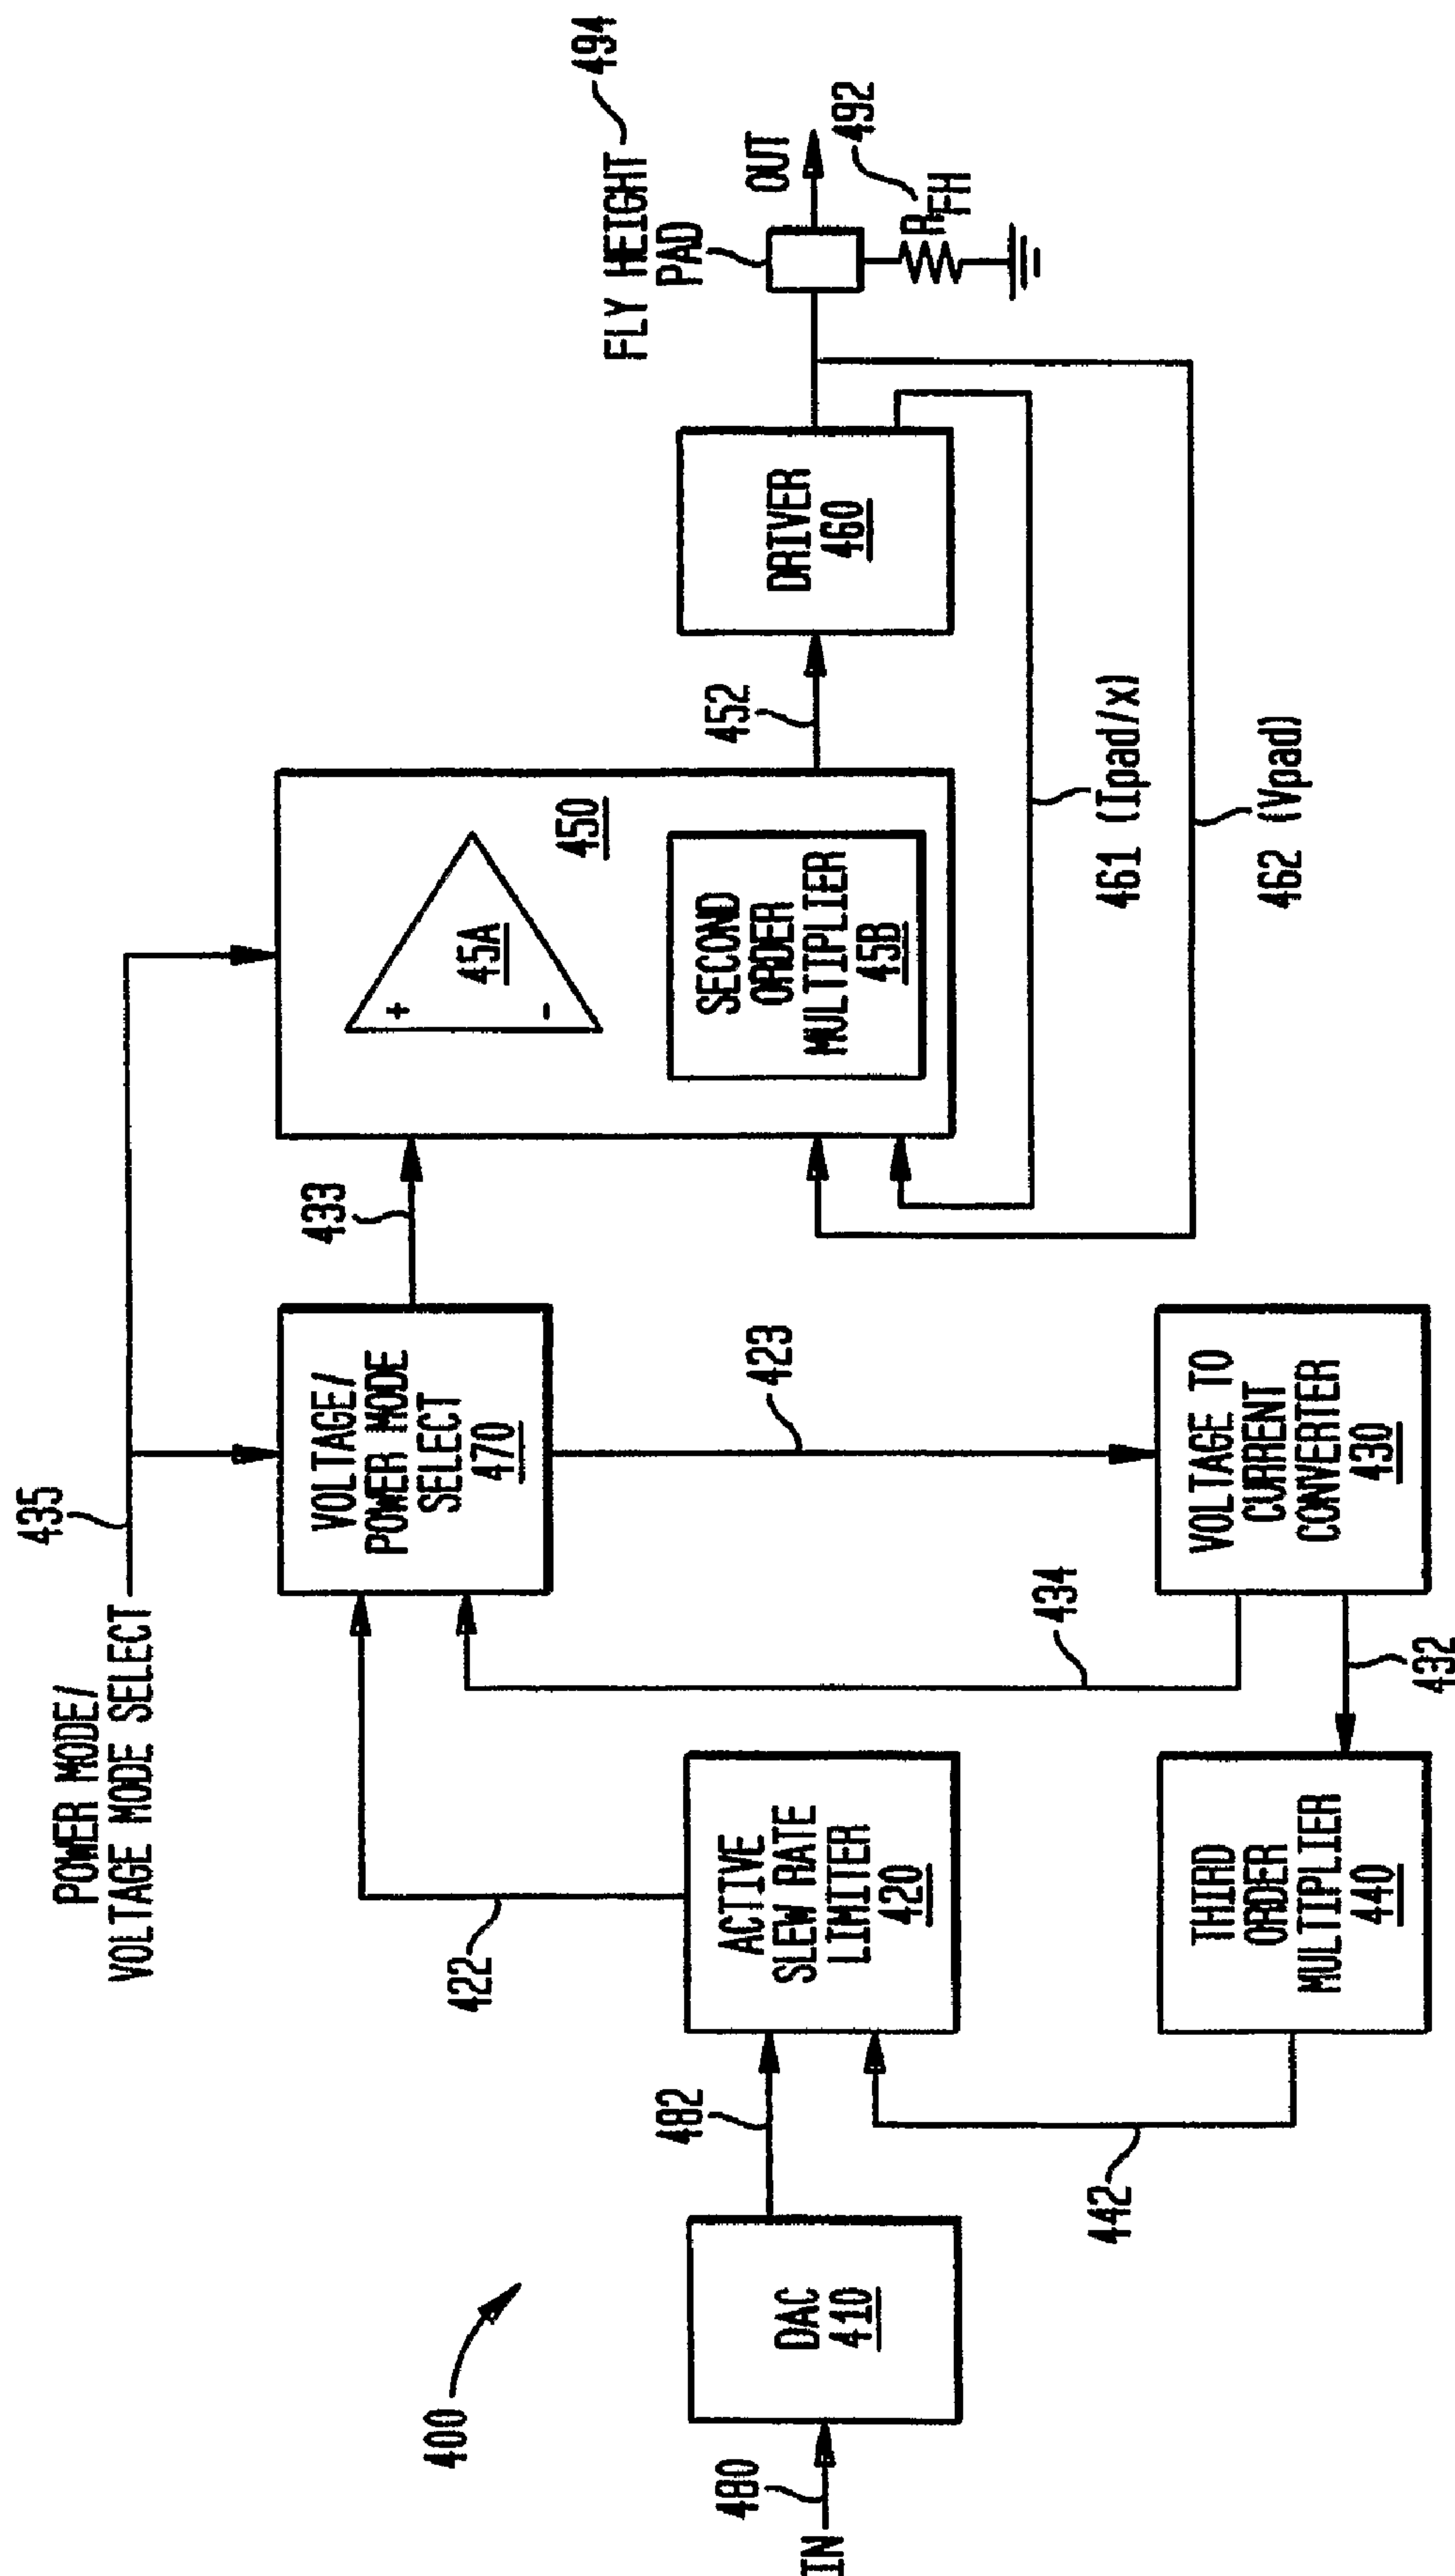 POWER MODE/
VOLTAGE MODE SELECT
435
400
IN
480
DAC
410
482
ACTIVE
SLEW RATE
LIMITER
420
422
442
THIRD
ORDER
MULTIPLIER
440
432
434
VOLTAGE TO
CURRENT
CONVERTER
430
423
VOLTAGE/
POWER MODE
SELECT
470
433
+
-
45A
450
SECOND
ORDER
MULTIPLIER
45B
452
DRIVER
460
461 (Ipad/x)
462 (Vpad)
FLY HEIGHT
PAD
494
OUT
RFH
492